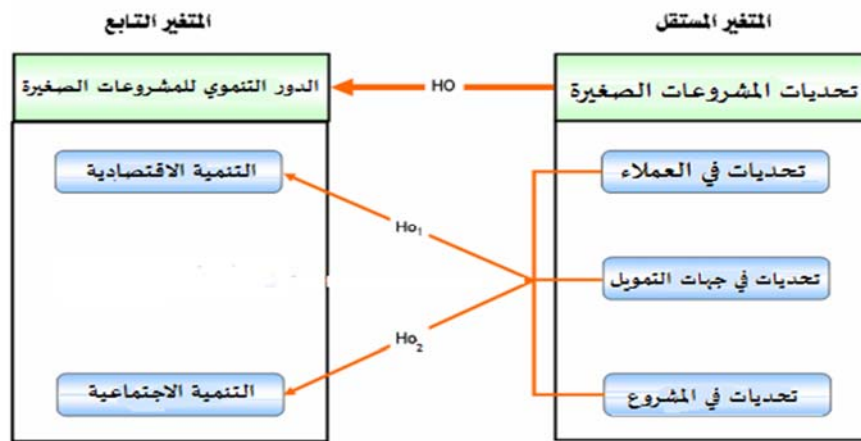 المتغير المستقل
المتغير التابع
تحديات المشروعات الصغيرة
HO
الدور التنموي للمشروعات الصغيرة
تحديات في العملاء
التنمية الاقتصادية
Ho1
تحديات في جهات التمويل
Ho2
تحديات في المشروع
التنمية الاجتماعية